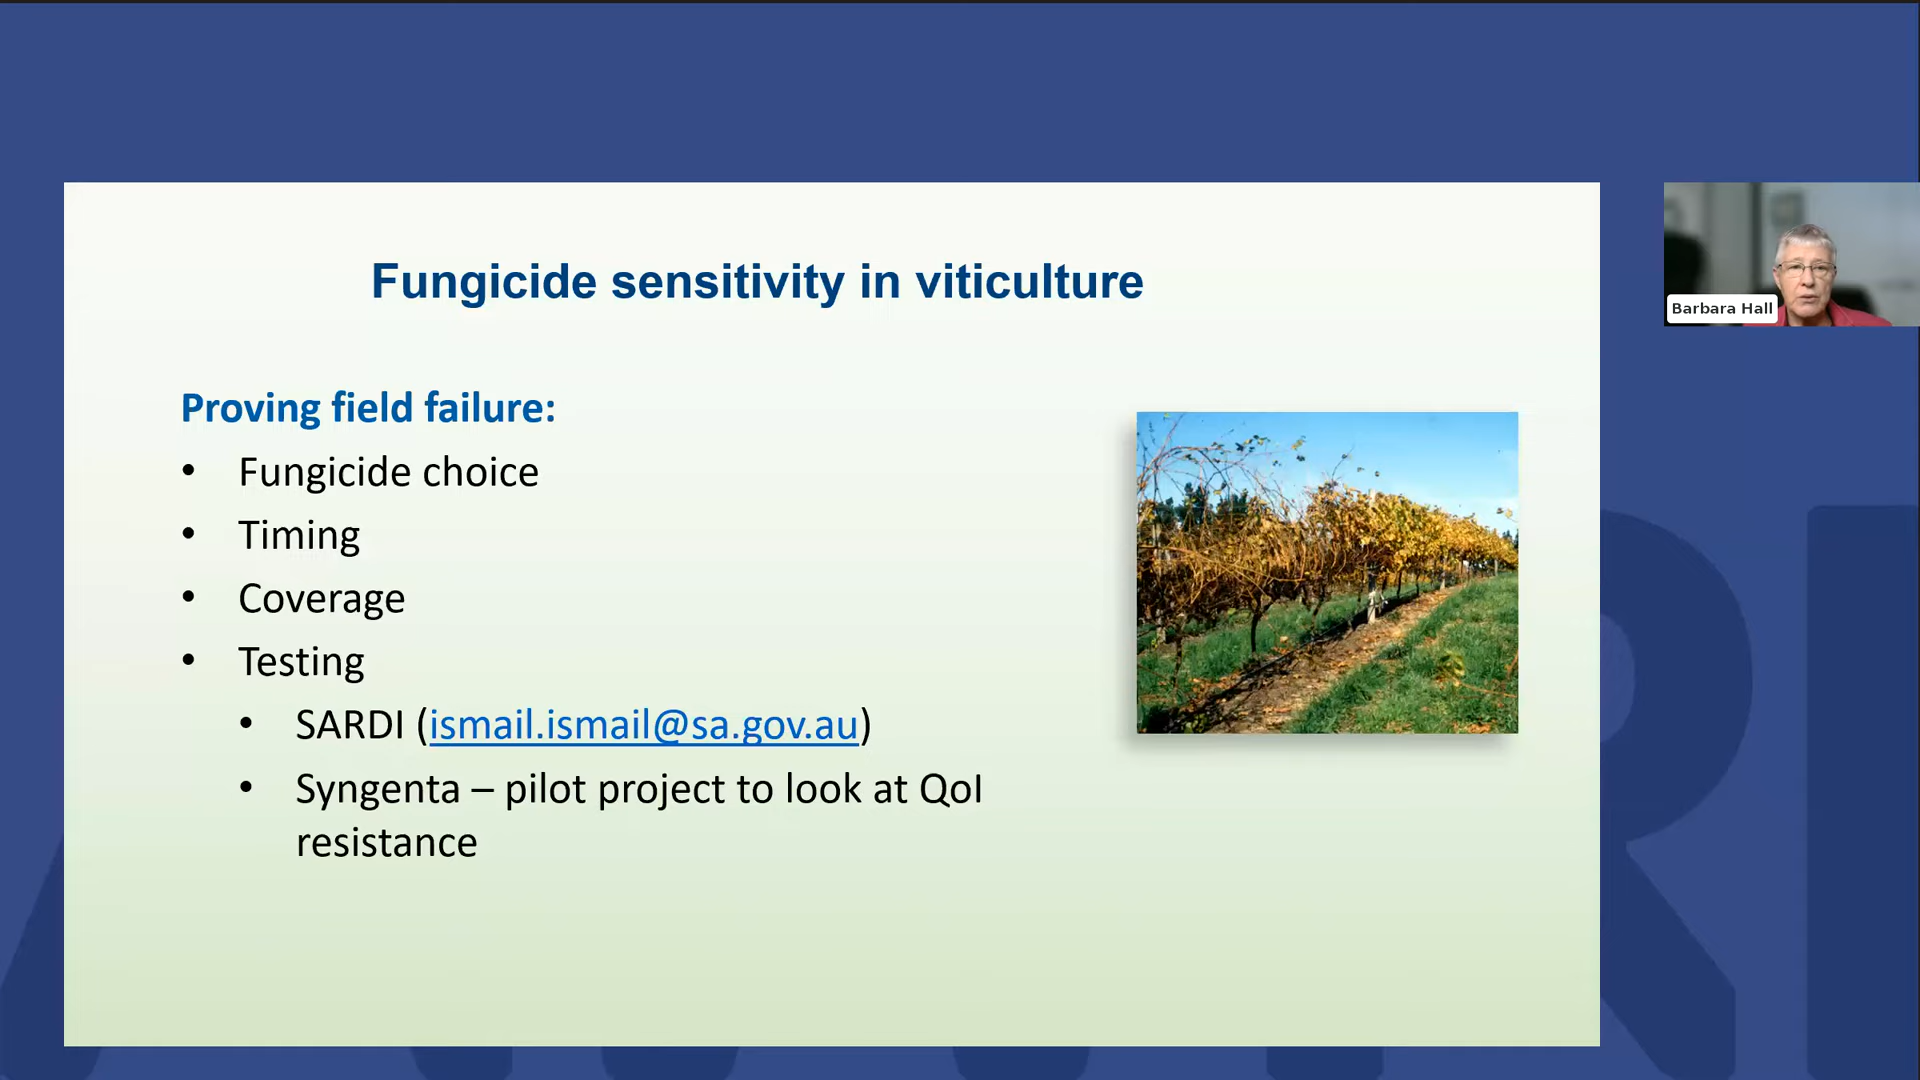 Fungicide sensitivity in viticulture
Barbara Hall
Proving field failure:
• Fungicide choice
• Timing
• Coverage
• Testing
• SARDI (ismail.ismail@sa.gov.au)
• Syngenta – pilot project to look at QoI
resistance